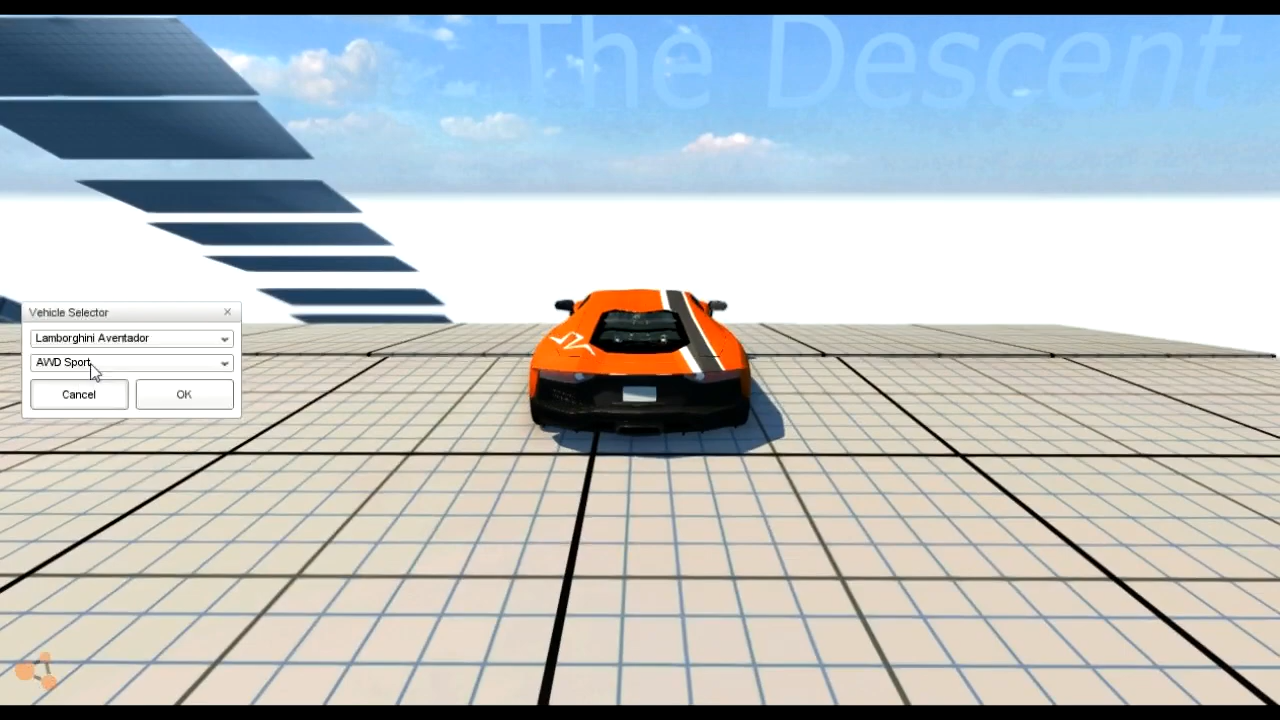 The Descent
Vehicle Selector
Lamborghini Aventador
AWD Sport
Cancel
OK